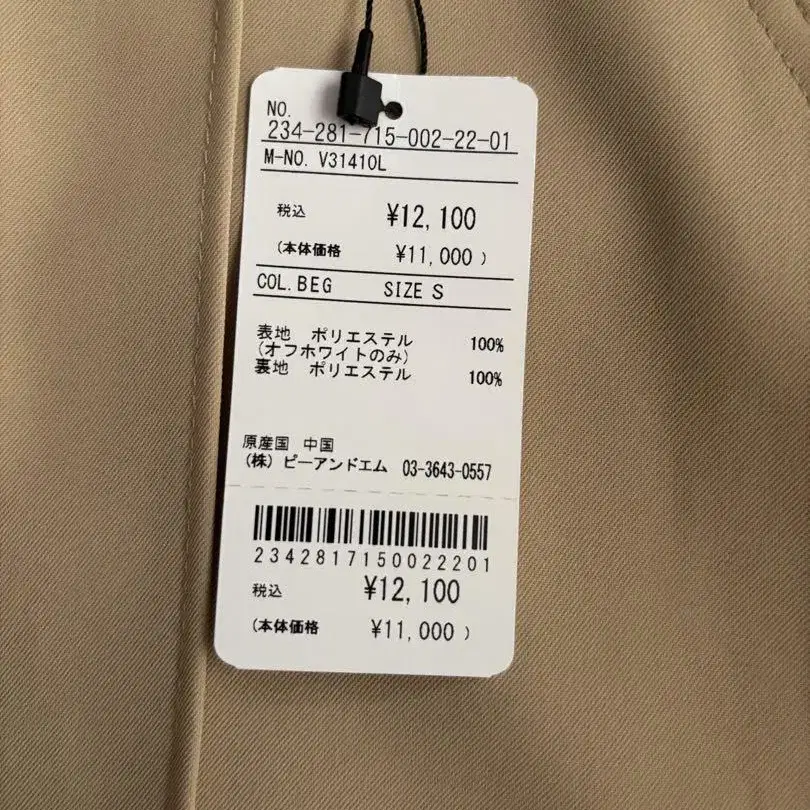 NO.
234-281-715-002-22-01
M-NO. V31410L
税込 ¥12,100
(本体価格 ¥11,000 )
COL.BEG SIZE S
表地 ポリエステル 100%
(オフホワイトのみ)
裏地 ポリエステル 100%
原産国 中国
(株) ピーアンドエム 03-3643-0557
234281715002201
税込 ¥12,100
(本体価格 ¥11,000 )